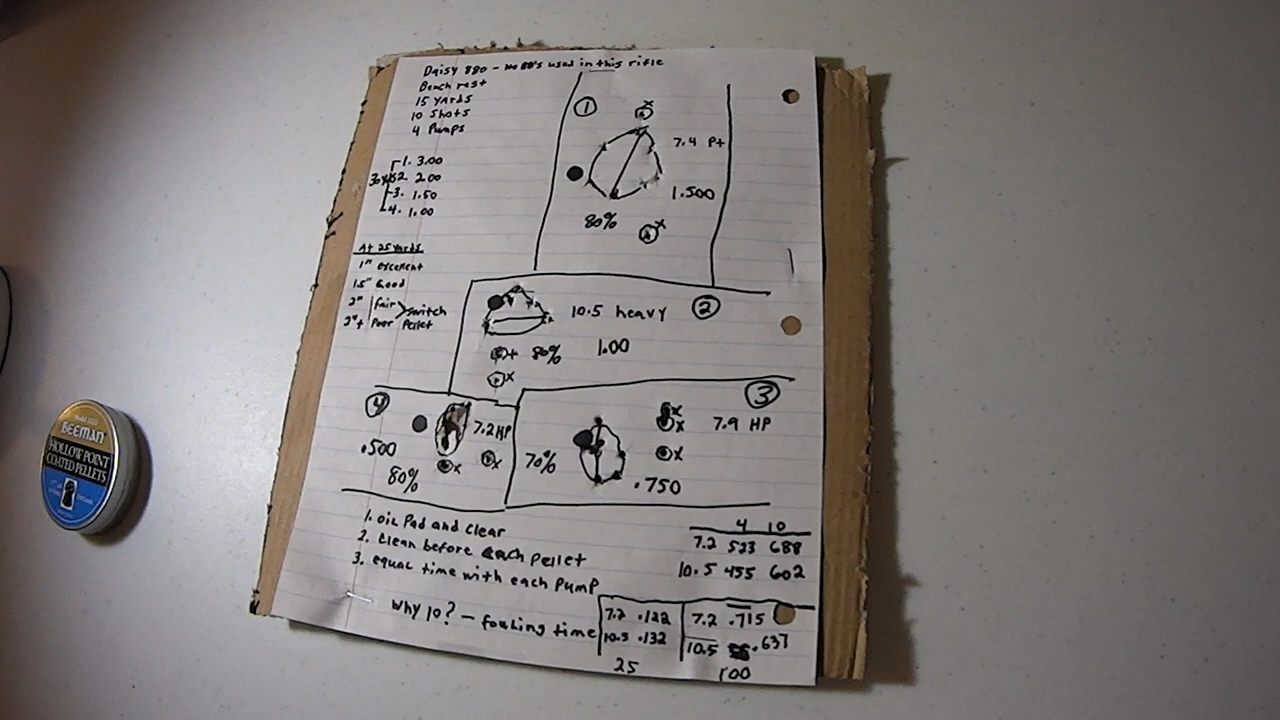 Daisy 880 - No BB's used in this rifle
Bench rest
15 yards
10 shots
4 Pumps
1. 3.00
2. 2.00
3. 1.50
4. 1.00
At 25 yards
1" excellent
1.5" Good
2" fair
2"+ Poor
switch
Pellet
1
x
7.4 Pt
1.500
80%
x
10.5 heavy
2
80%
1.00
x
4
7.2 HP
.500
80%
x
x
3
x
x
7.9 HP
x
70%
.750
1. oil Pad and Clear
2. Clean before each Pellet
3. equal time with each Pump
Why 10? - fouling time
4 10
7.2 523 688
10.5 455 602
7.2 .122
10.5 .132
25
7.2 .715
10.5 .637
100
BEEMAN
HOLLOW POINT
COATED PELLETS